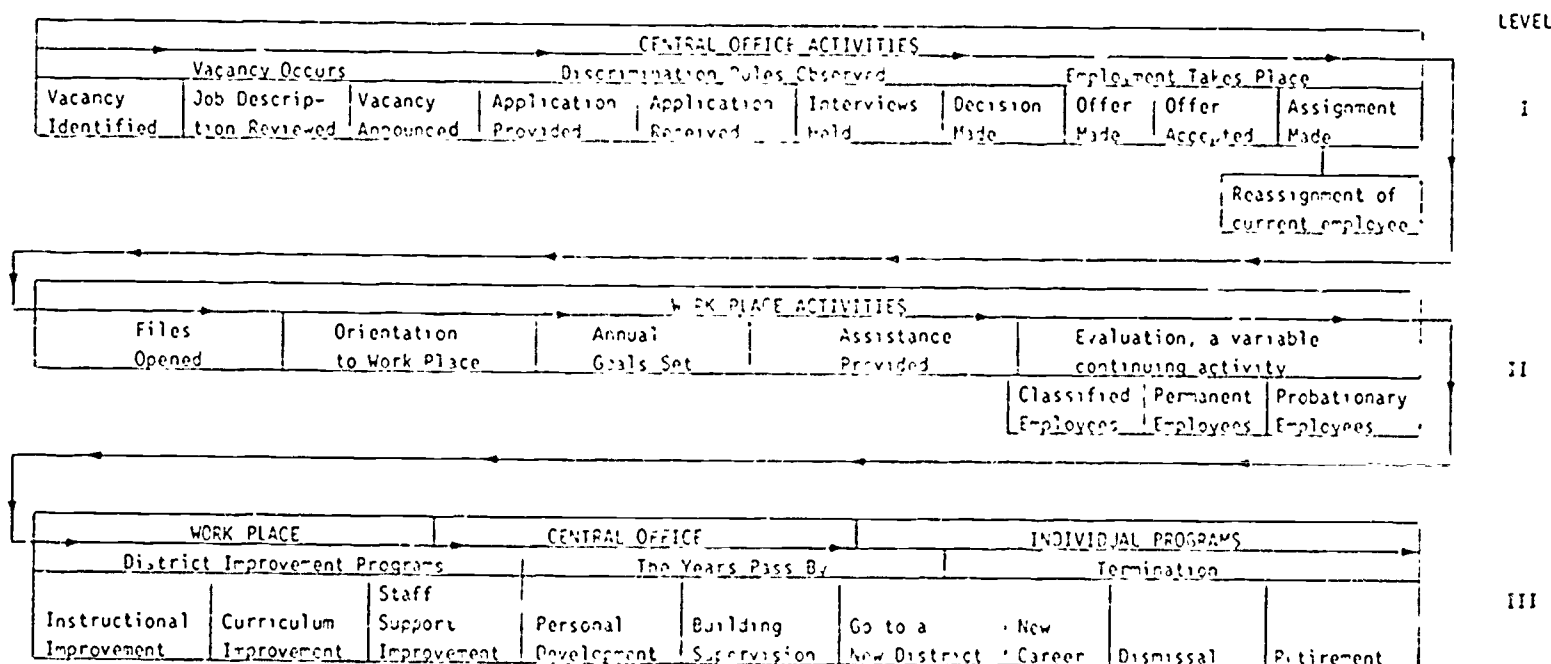 LEVEL
CENTRAL OFFICE ACTIVITIES
Vacancy Occurs
Discrimination Rules Observed
Employment Takes Place
Vacancy
Identified
Job Descrip-
tion Reviewed
Vacancy
Announced
Application
Provided
Application
Received
Interviews
Held
Decision
Made
Offer
Made
Offer
Accepted
Assignment
Made
I
Reassignment of
current employee
WORK PLACE ACTIVITIES
Files
Opened
Orientation
to Work Place
Annual
Goals Set
Assistance
Provided
Evaluation, a variable
continuing activity
II
Classified
Employees
Permanent
Employees
Probationary
Employees
WORK PLACE
CENTRAL OFFICE
INDIVIDUAL PROGRAMS
District Improvement Programs
The Years Pass By
Termination
Instructional
Improvement
Curriculum
Improvement
Staff
Support
Improvement
Personal
Development
Building
Supervision
Go to a
New District
New
Career
Dismissal
Retirement
III